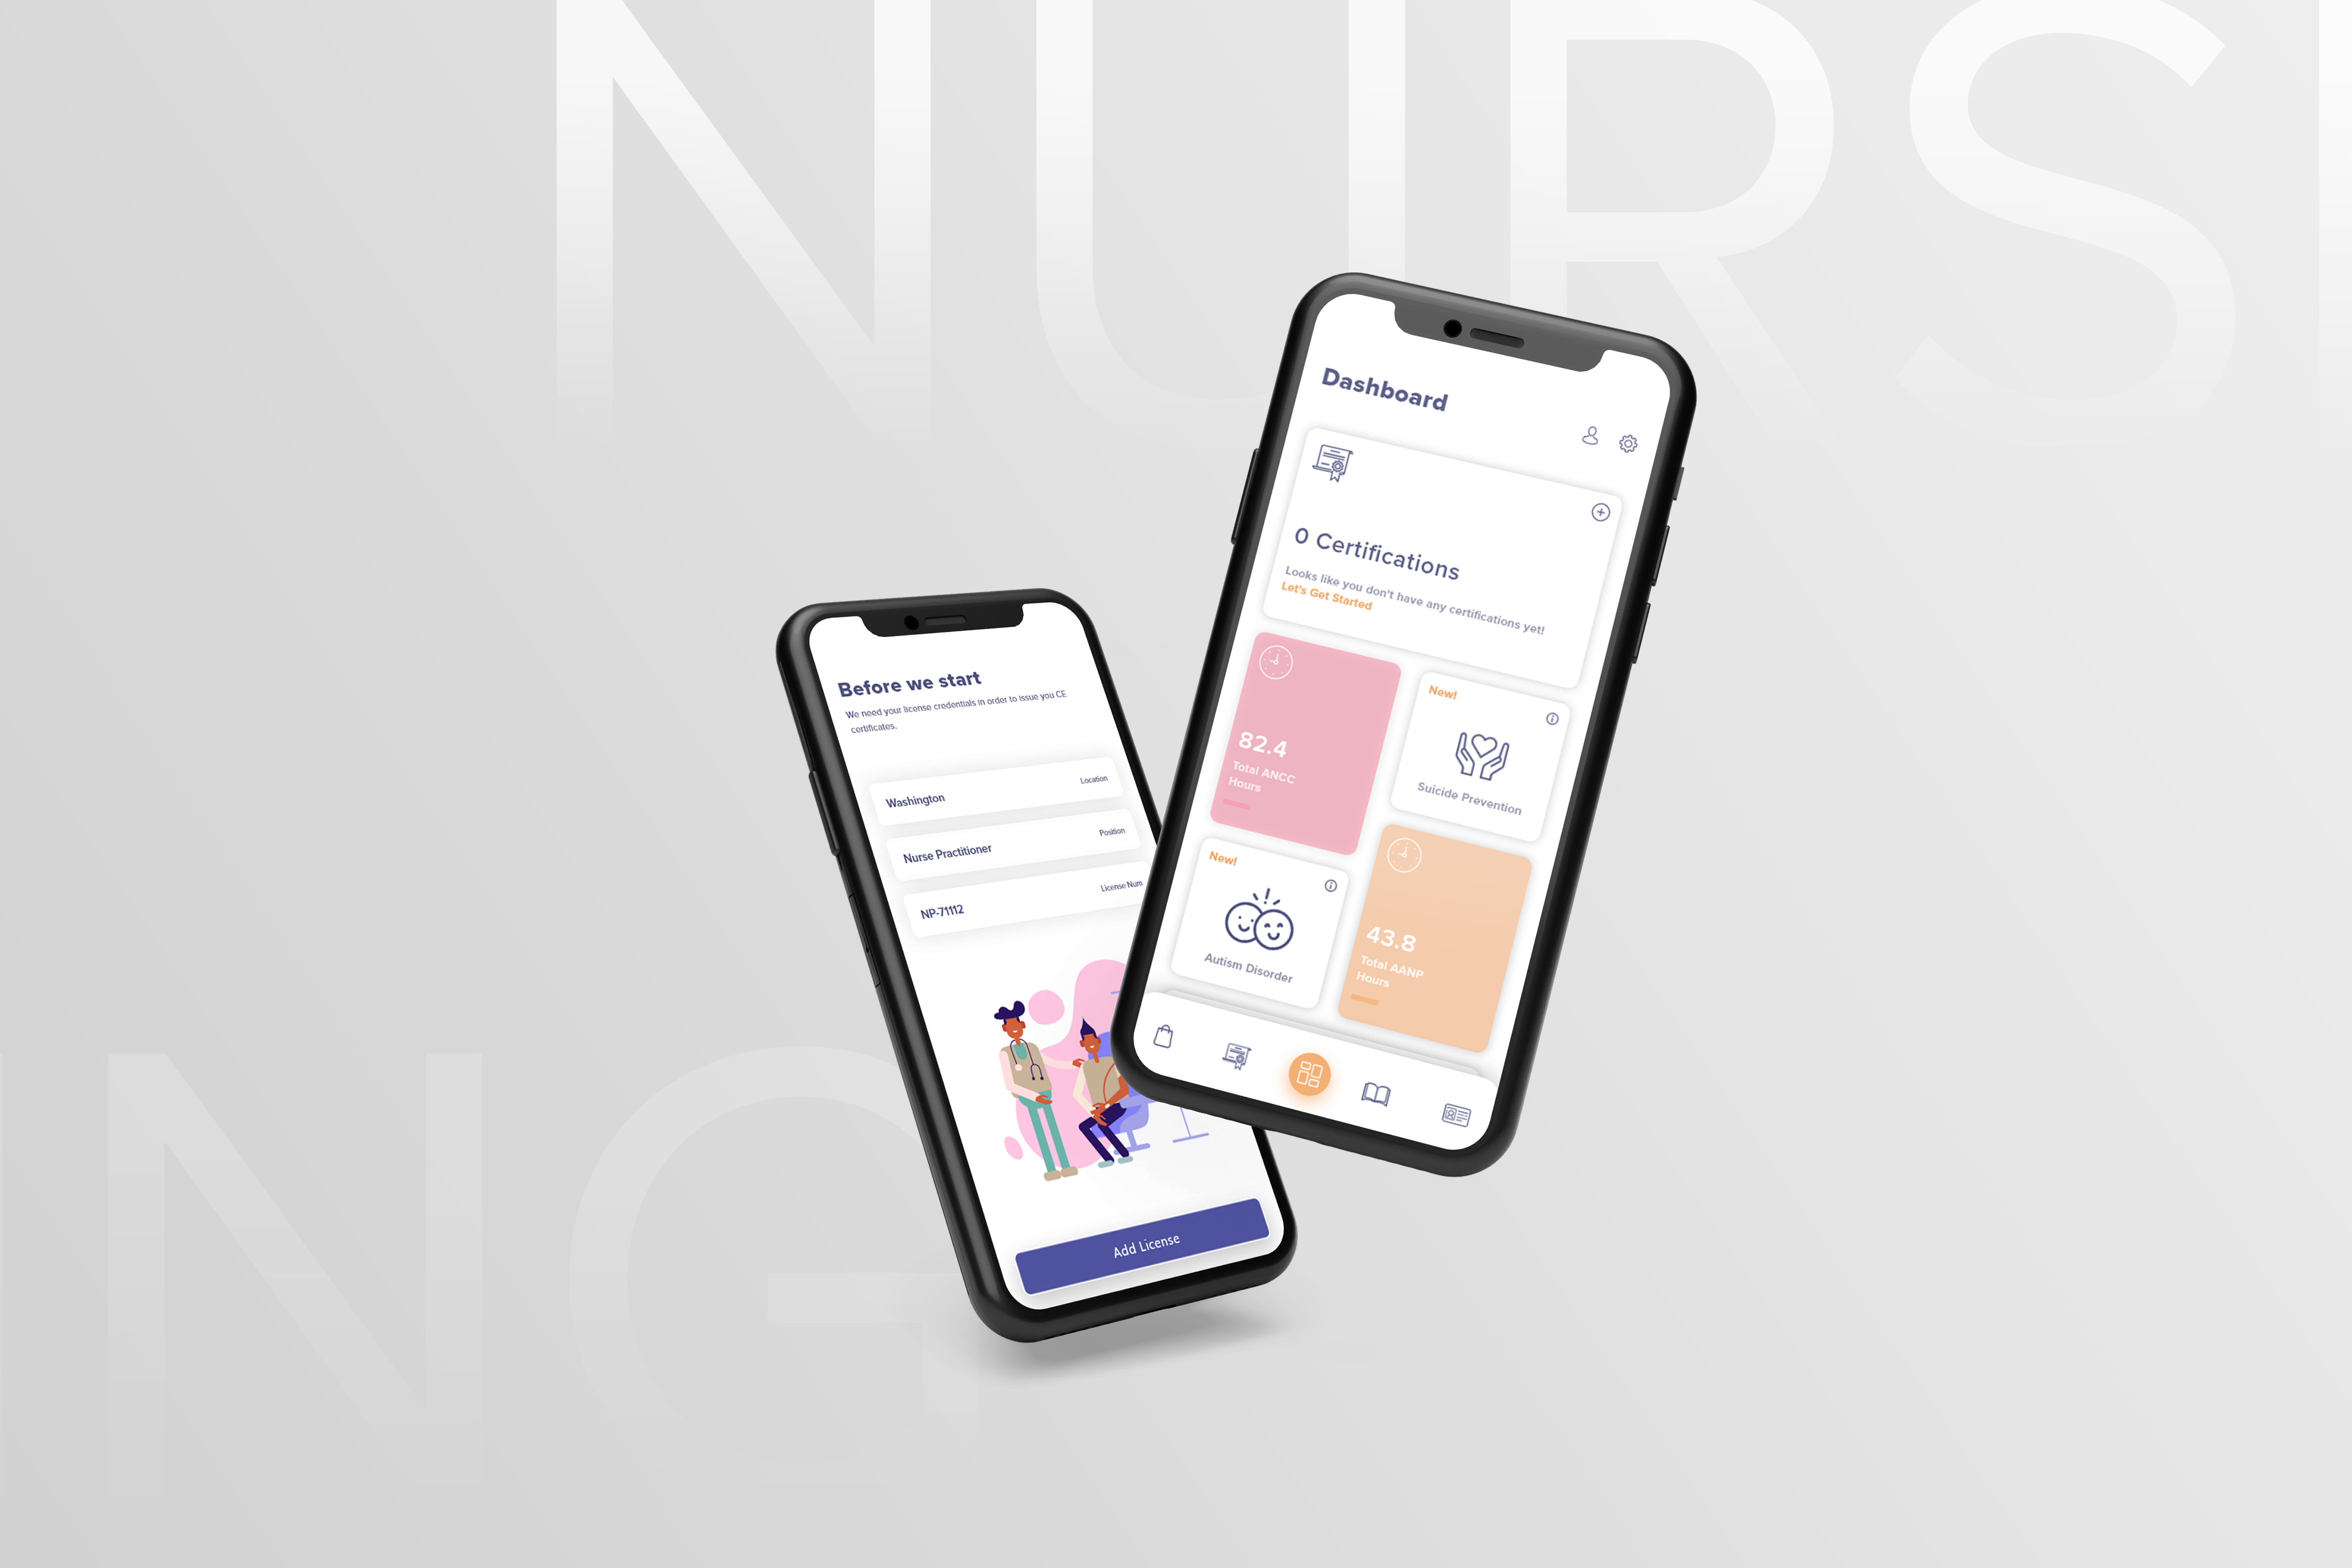 NURSI
NG
Before we start
We need your license credentials in order to issue you CE
certificates.
Washington
Location
Nurse Practitioner
Position
NP-71112
License Num
Add License
Dashboard
0 Certifications
Looks like you don't have any certifications yet!
Let's Get Started
82.4
Total ANCC
Hours
New!
Suicide Prevention
New!
Autism Disorder
43.8
Total AANP
Hours